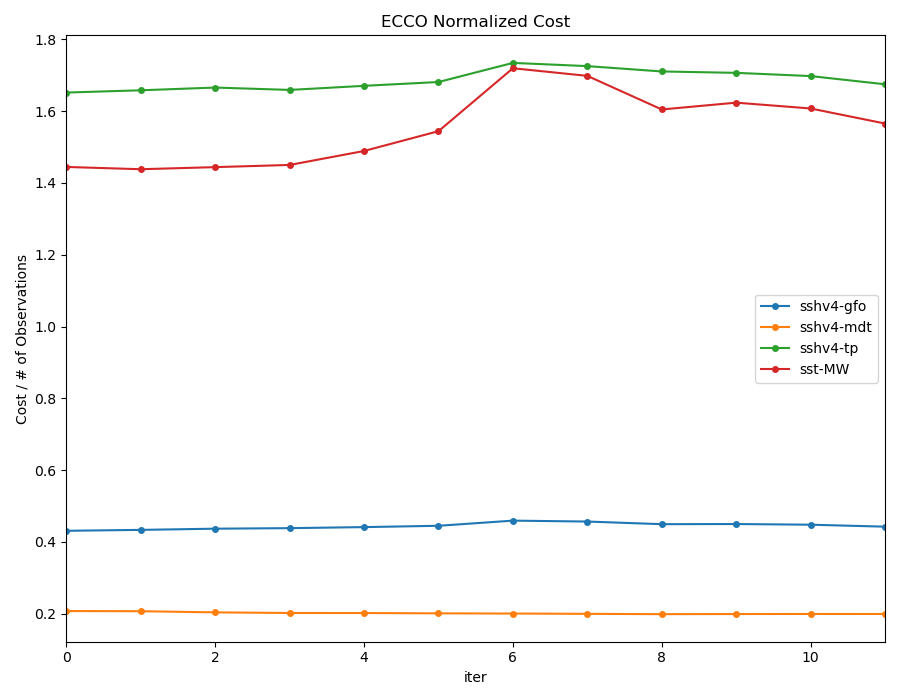 ECCO Normalized Cost
1.8
1.6
1.4
1.2
1.0
0.8
0.6
0.4
0.2
Cost / # of Observations
sshv4-gfo
sshv4-mdt
sshv4-tp
sst-MW
0 2 4 6 8 10
iter